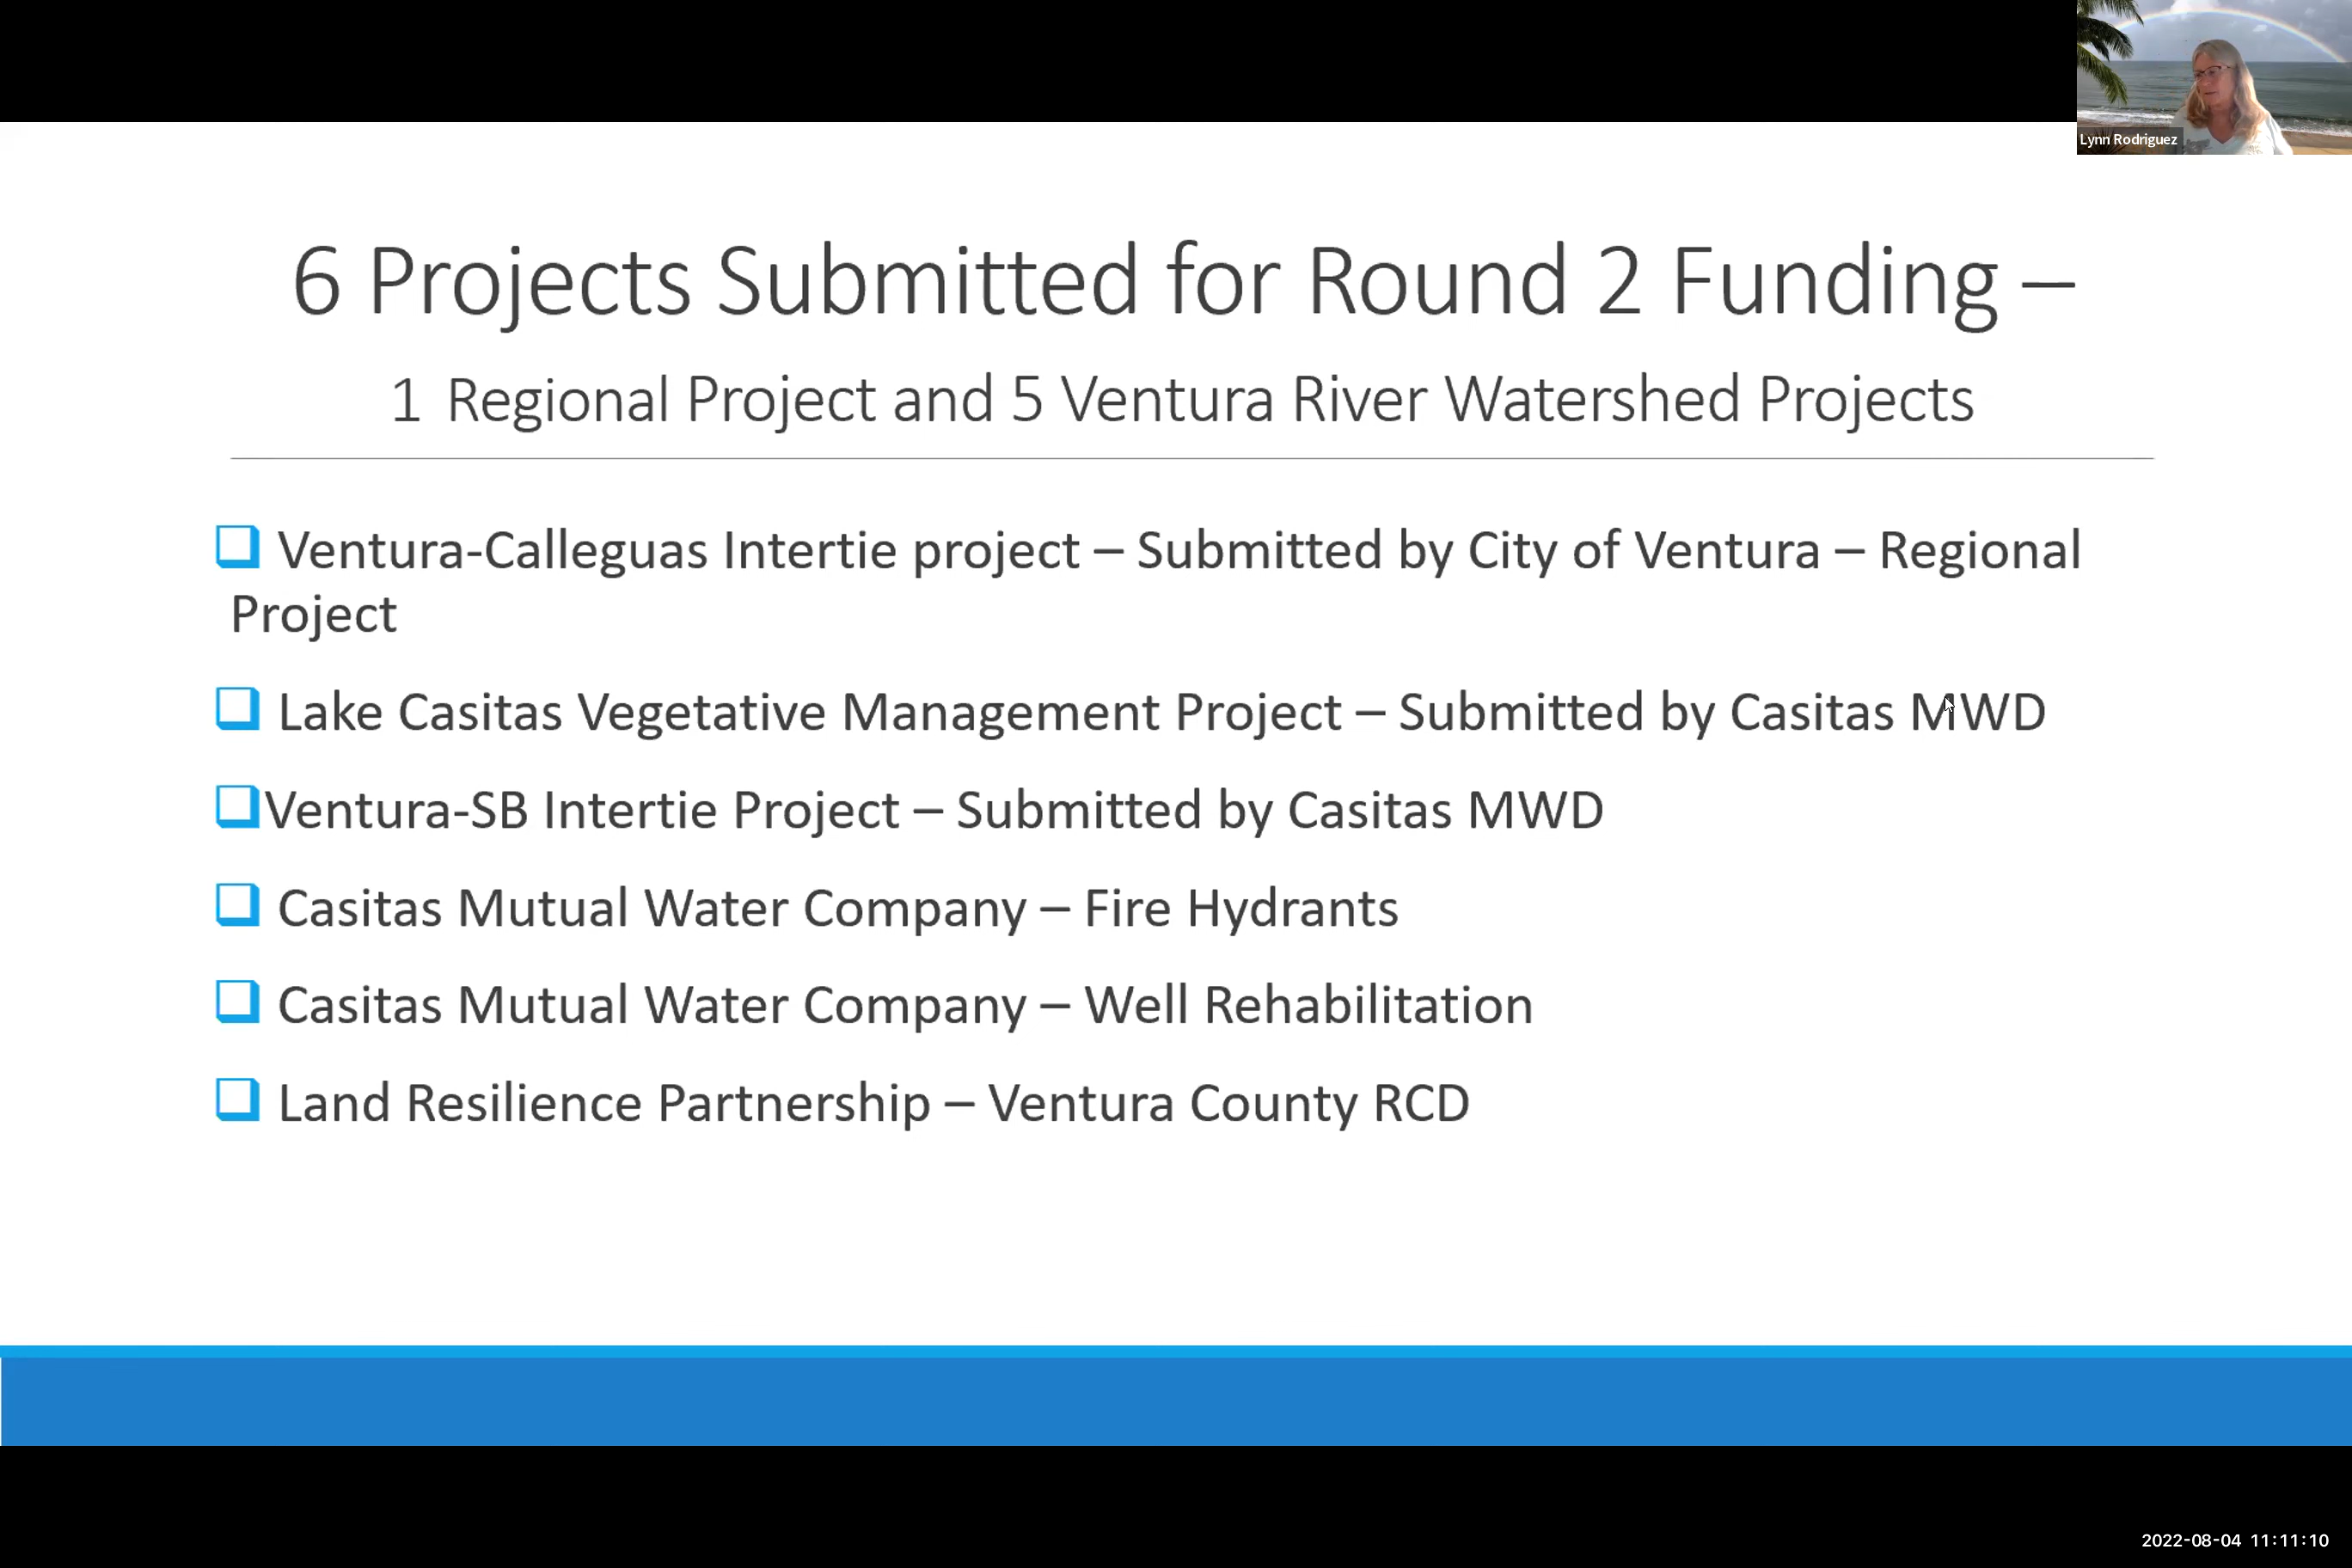 Lynn Rodriguez
6 Projects Submitted for Round 2 Funding –
1 Regional Project and 5 Ventura River Watershed Projects
Ventura-Calleguas Intertie project – Submitted by City of Ventura – Regional
Project
Lake Casitas Vegetative Management Project – Submitted by Casitas MWD
Ventura-SB Intertie Project – Submitted by Casitas MWD
Casitas Mutual Water Company – Fire Hydrants
Casitas Mutual Water Company – Well Rehabilitation
Land Resilience Partnership – Ventura County RCD
2022-08-04 11:11:10